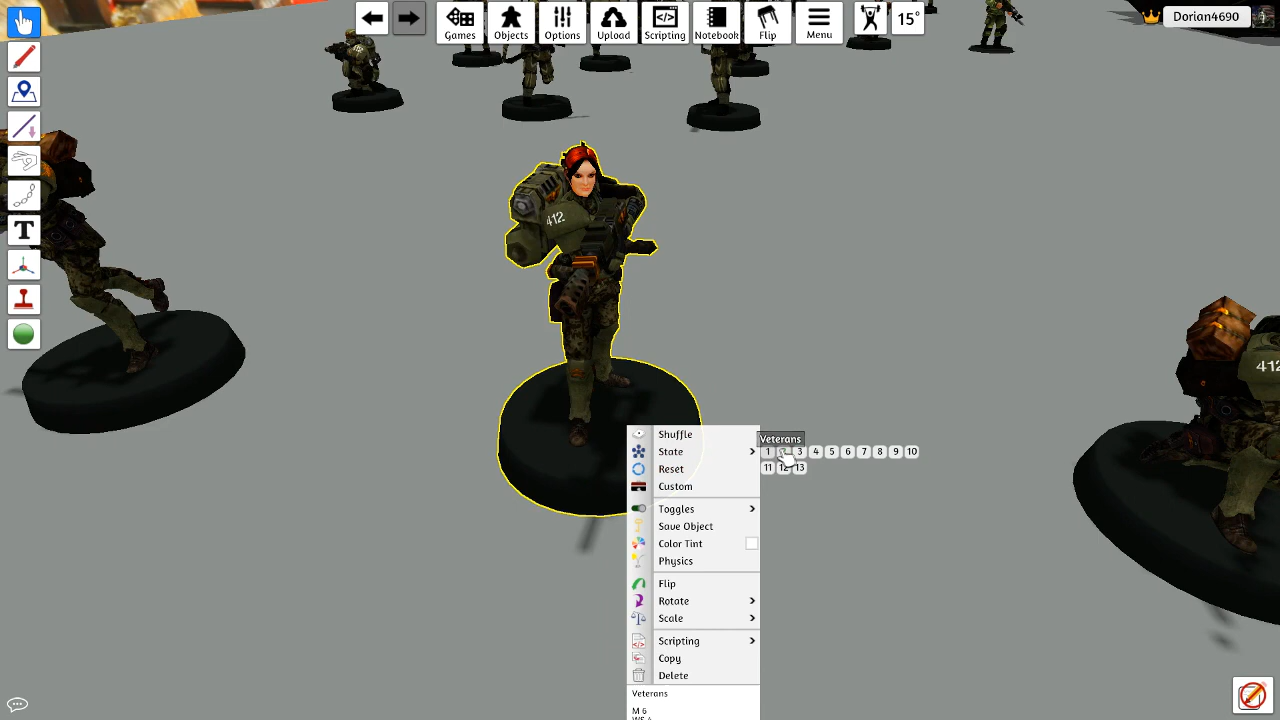 Games Objects Options Upload Scripting Notebook Flip Menu 15°
Dorian4690
T
412
412
Shuffle
Veterans
State 1 2 3 4 5 6 7 8 9 10
Reset 11 12 13
Custom
Toggles
Save Object
Color Tint
Physics
Flip
Rotate
Scale
Scripting
Copy
Delete
Veterans
M 6